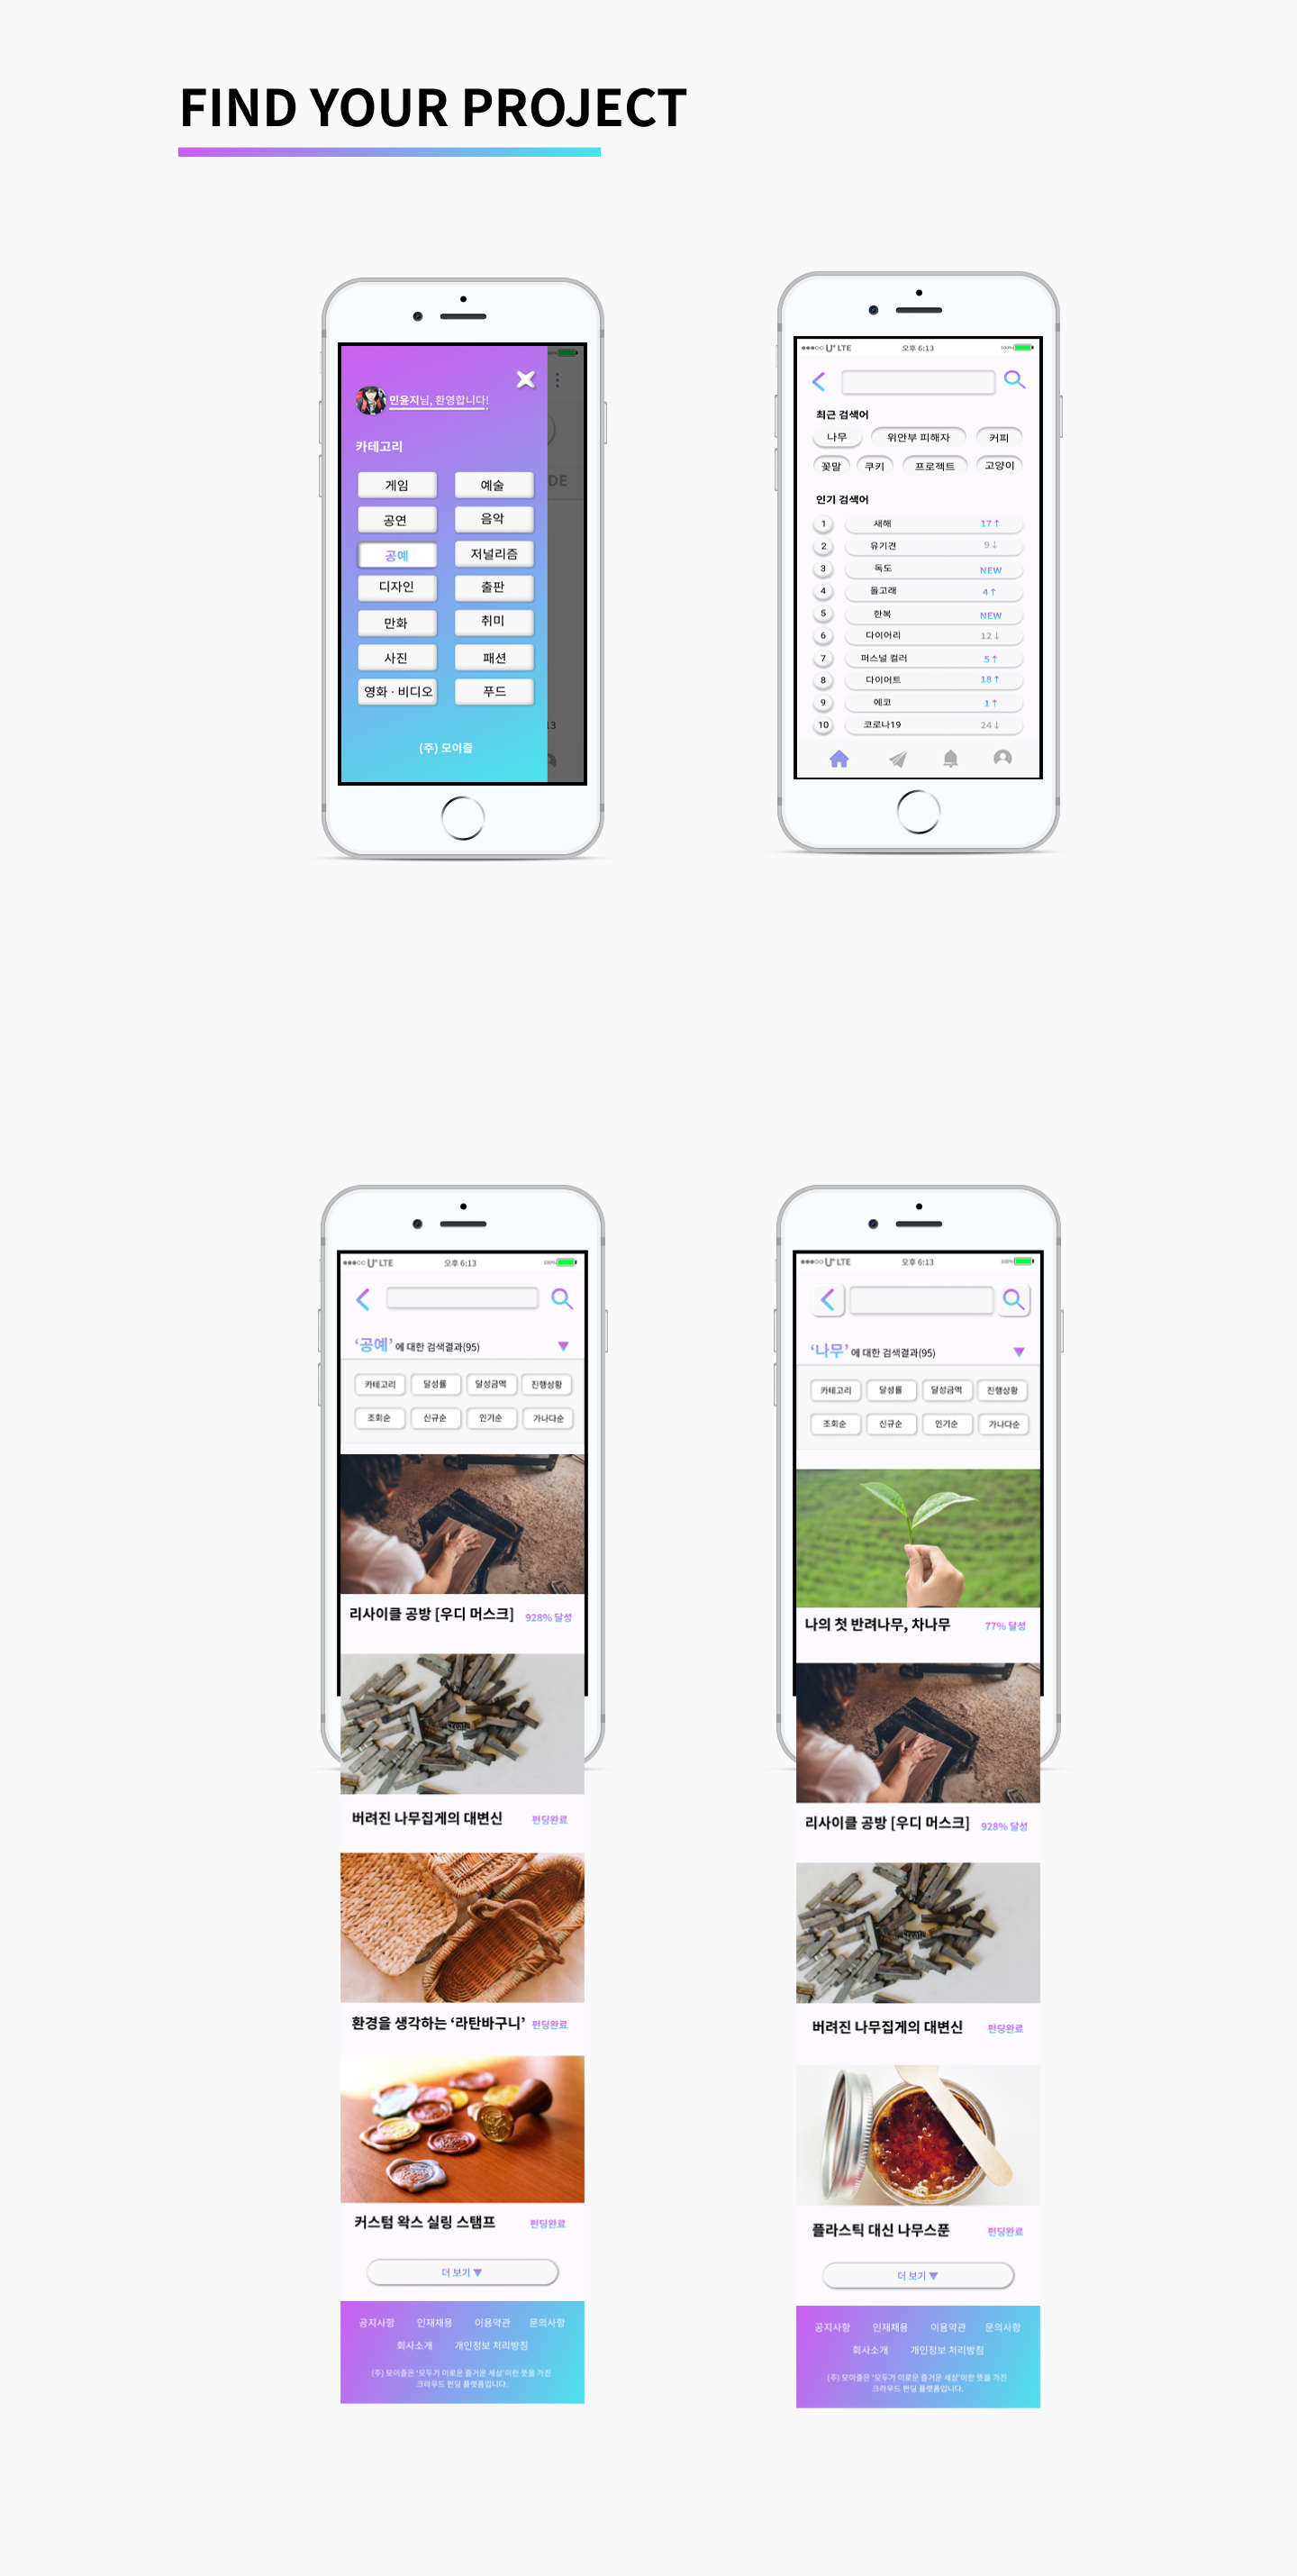 FIND YOUR PROJECT
민윤지님, 환영합니다!
카테고리
게임 예술
공연 음악
공예 저널리즘
디자인 출판
만화 취미
사진 패션
영화 · 비디오 푸드
(주) 모이즐
DE
13
U+ LTE 오후 6:13 100%
최근 검색어
나무 위안부 피해자 커피
꽃말 쿠키 프로젝트 고양이
인기 검색어
1 새해 17↑
2 유기견 9↓
3 독도 NEW
4 돌고래 4↑
5 한복 NEW
6 다이어리 12↓
7 퍼스널 컬러 5↑
8 다이어트 18↑
9 에코 1↑
10 코로나19 24↓
U+ LTE 오후 6:13 100%
‘공예’ 에 대한 검색결과(95) ▼
카테고리 달성률 달성금액 진행상황
조회순 신규순 인기순 가나다순
리사이클 공방 [우디 머스크] 928% 달성
버려진 나무집게의 대변신 펀딩완료
환경을 생각하는 ‘라탄바구니’ 펀딩완료
커스텀 왁스 실링 스탬프 펀딩완료
더 보기 ▼
공지사항 인재채용 이용약관 문의사항
회사소개 개인정보 처리방침
(주) 모이즐은 '모두가 이로운 즐거운 세상'이란 뜻을 가진
크라우드 펀딩 플랫폼입니다.
U+ LTE 오후 6:13 100%
‘나무’ 에 대한 검색결과(95) ▼
카테고리 달성률 달성금액 진행상황
조회순 신규순 인기순 가나다순
나의 첫 반려나무, 차나무 77% 달성
리사이클 공방 [우디 머스크] 928% 달성
버려진 나무집게의 대변신 펀딩완료
플라스틱 대신 나무스푼 펀딩완료
더 보기 ▼
공지사항 인재채용 이용약관 문의사항
회사소개 개인정보 처리방침
(주) 모이즐은 '모두가 이로운 즐거운 세상'이란 뜻을 가진
크라우드 펀딩 플랫폼입니다.